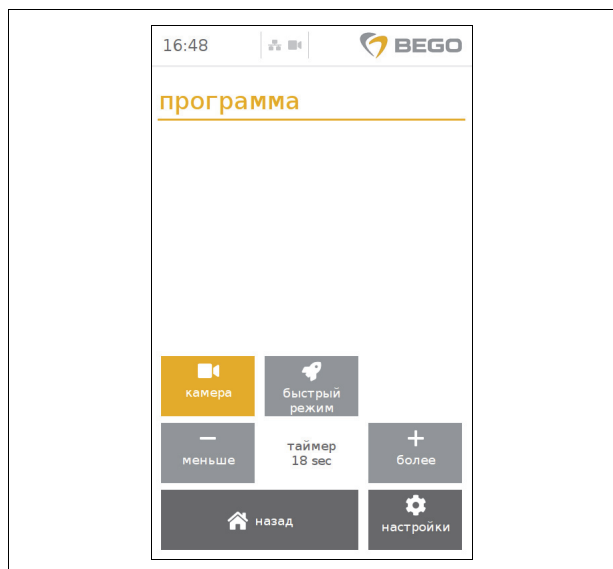 16:48
BEGO
программа
камера
быстрый
режим
меньше
таймер
18 sec
более
назад
настройки